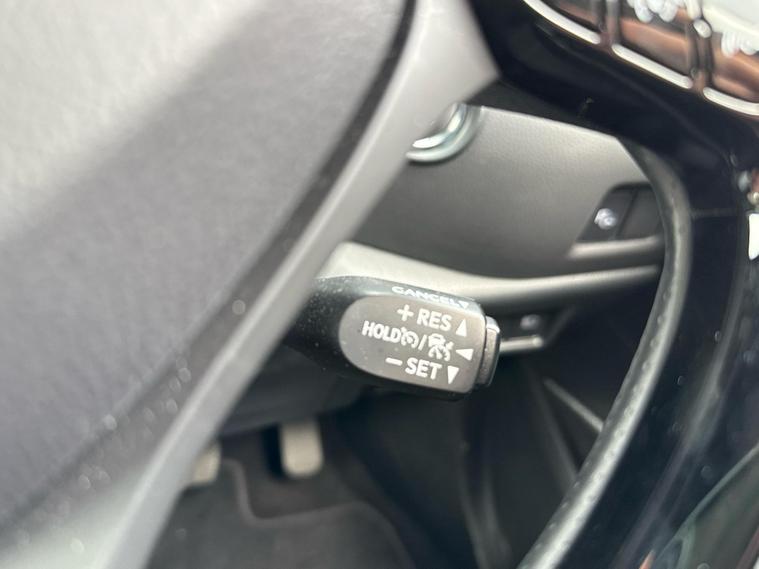 CANCEL
+ RES
HOLD /
− SET